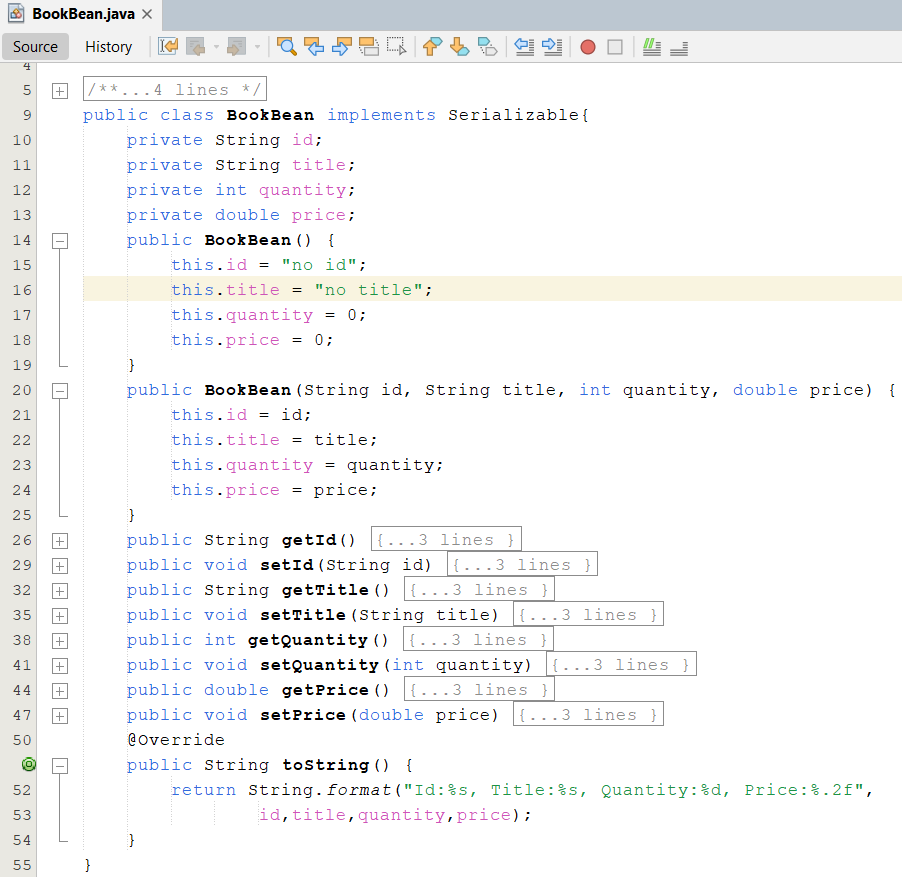 BookBean.java
Source History
4
5 /**...4 lines */
9 public class BookBean implements Serializable{
10 private String id;
11 private String title;
12 private int quantity;
13 private double price;
14 public BookBean() {
15 this.id = "no id";
16 this.title = "no title";
17 this.quantity = 0;
18 this.price = 0;
19 }
20 public BookBean(String id, String title, int quantity, double price) {
21 this.id = id;
22 this.title = title;
23 this.quantity = quantity;
24 this.price = price;
25 }
26 public String getId() {...3 lines }
29 public void setId(String id) {...3 lines }
32 public String getTitle() {...3 lines }
35 public void setTitle(String title) {...3 lines }
38 public int getQuantity() {...3 lines }
41 public void setQuantity(int quantity) {...3 lines }
44 public double getPrice() {...3 lines }
47 public void setPrice(double price) {...3 lines }
50 @Override
public String toString() {
52 return String.format("Id:%s, Title:%s, Quantity:%d, Price:%.2f",
53 id,title,quantity,price);
54 }
55 }